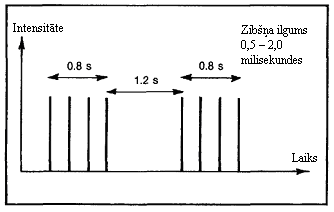 Intensitāte
Zibšņa ilgums
0,5 – 2,0
milisekundes
0.8 s
0.8 s
1.2 s
Laiks